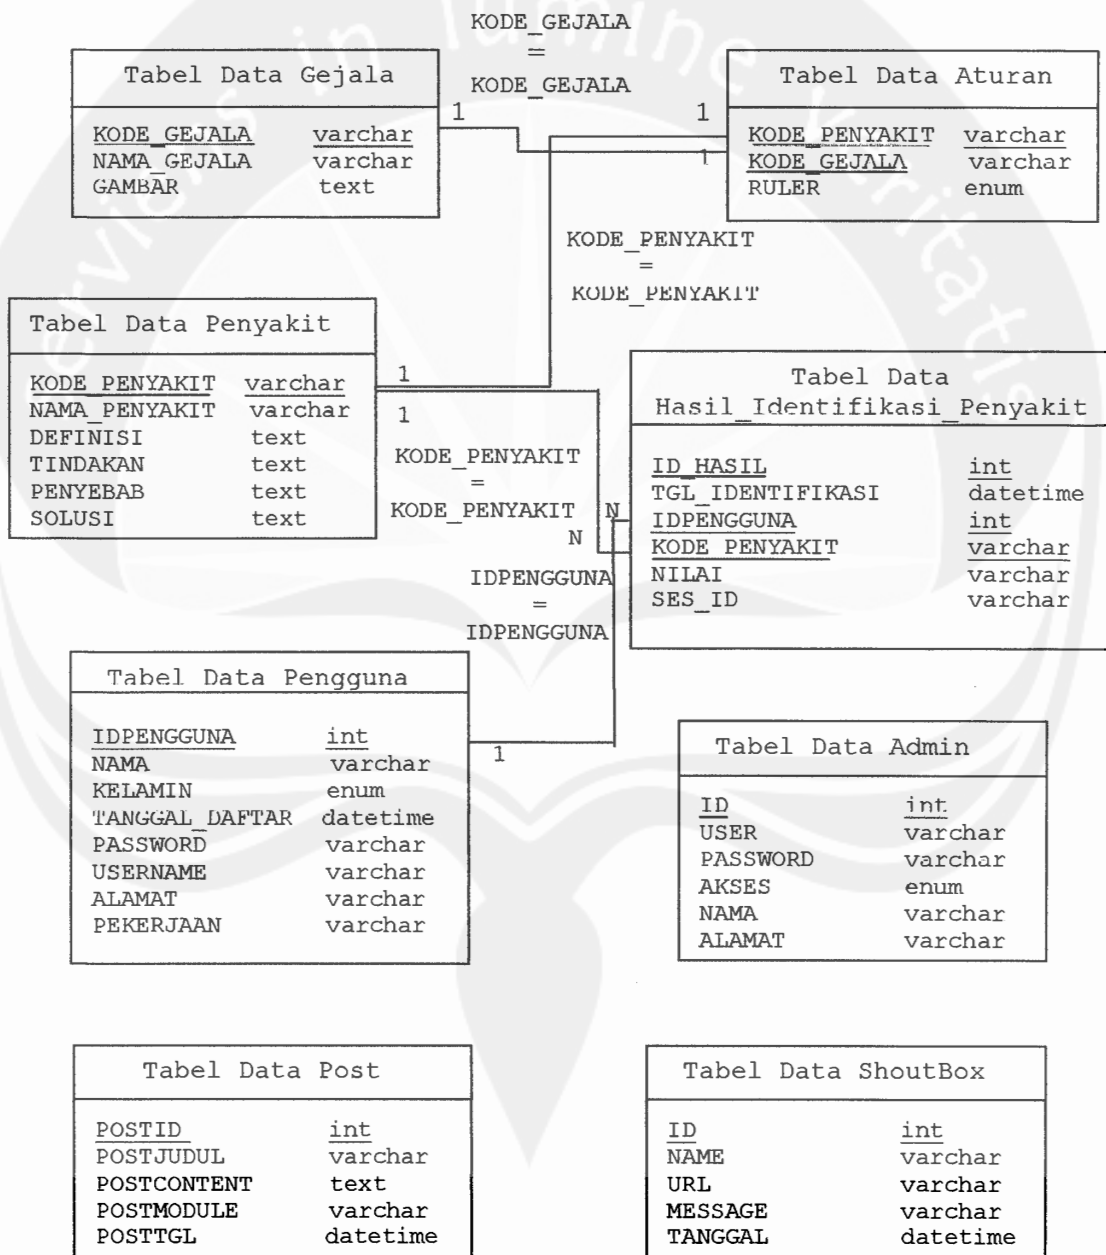 KODE_GEJALA
=
KODE_GEJALA
Tabel Data Gejala
KODE_GEJALA varchar
NAMA_GEJALA varchar
GAMBAR text
1
1
1
Tabel Data Aturan
KODE_PENYAKIT varchar
KODE_GEJALA varchar
RULER enum
KODE_PENYAKIT
=
KODE_PENYAKIT
Tabel Data Penyakit
KODE_PENYAKIT varchar
NAMA_PENYAKIT varchar
DEFINISI text
TINDAKAN text
PENYEBAB text
SOLUSI text
1
1
KODE_PENYAKIT
=
KODE_PENYAKIT
N
N
Tabel Data
Hasil_Identifikasi_Penyakit
ID_HASIL int
TGL_IDENTIFIKASI datetime
IDPENGGUNA int
KODE_PENYAKIT varchar
NILAI varchar
SES_ID varchar
IDPENGGUNA
=
IDPENGGUNA
Tabel Data Pengguna
IDPENGGUNA int
NAMA varchar
KELAMIN enum
TANGGAL_DAFTAR datetime
PASSWORD varchar
USERNAME varchar
ALAMAT varchar
PEKERJAAN varchar
1
Tabel Data Admin
ID int
USER varchar
PASSWORD varchar
AKSES enum
NAMA varchar
ALAMAT varchar
Tabel Data Post
POSTID int
POSTJUDUL varchar
POSTCONTENT text
POSTMODULE varchar
POSTTGL datetime
Tabel Data ShoutBox
ID int
NAME varchar
URL varchar
MESSAGE varchar
TANGGAL datetime
serviens in lumine veritatis